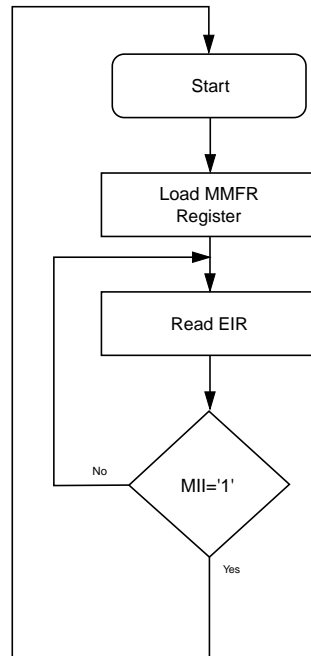 Start
Load MMFR
Register
Read EIR
No
MII='1'
Yes